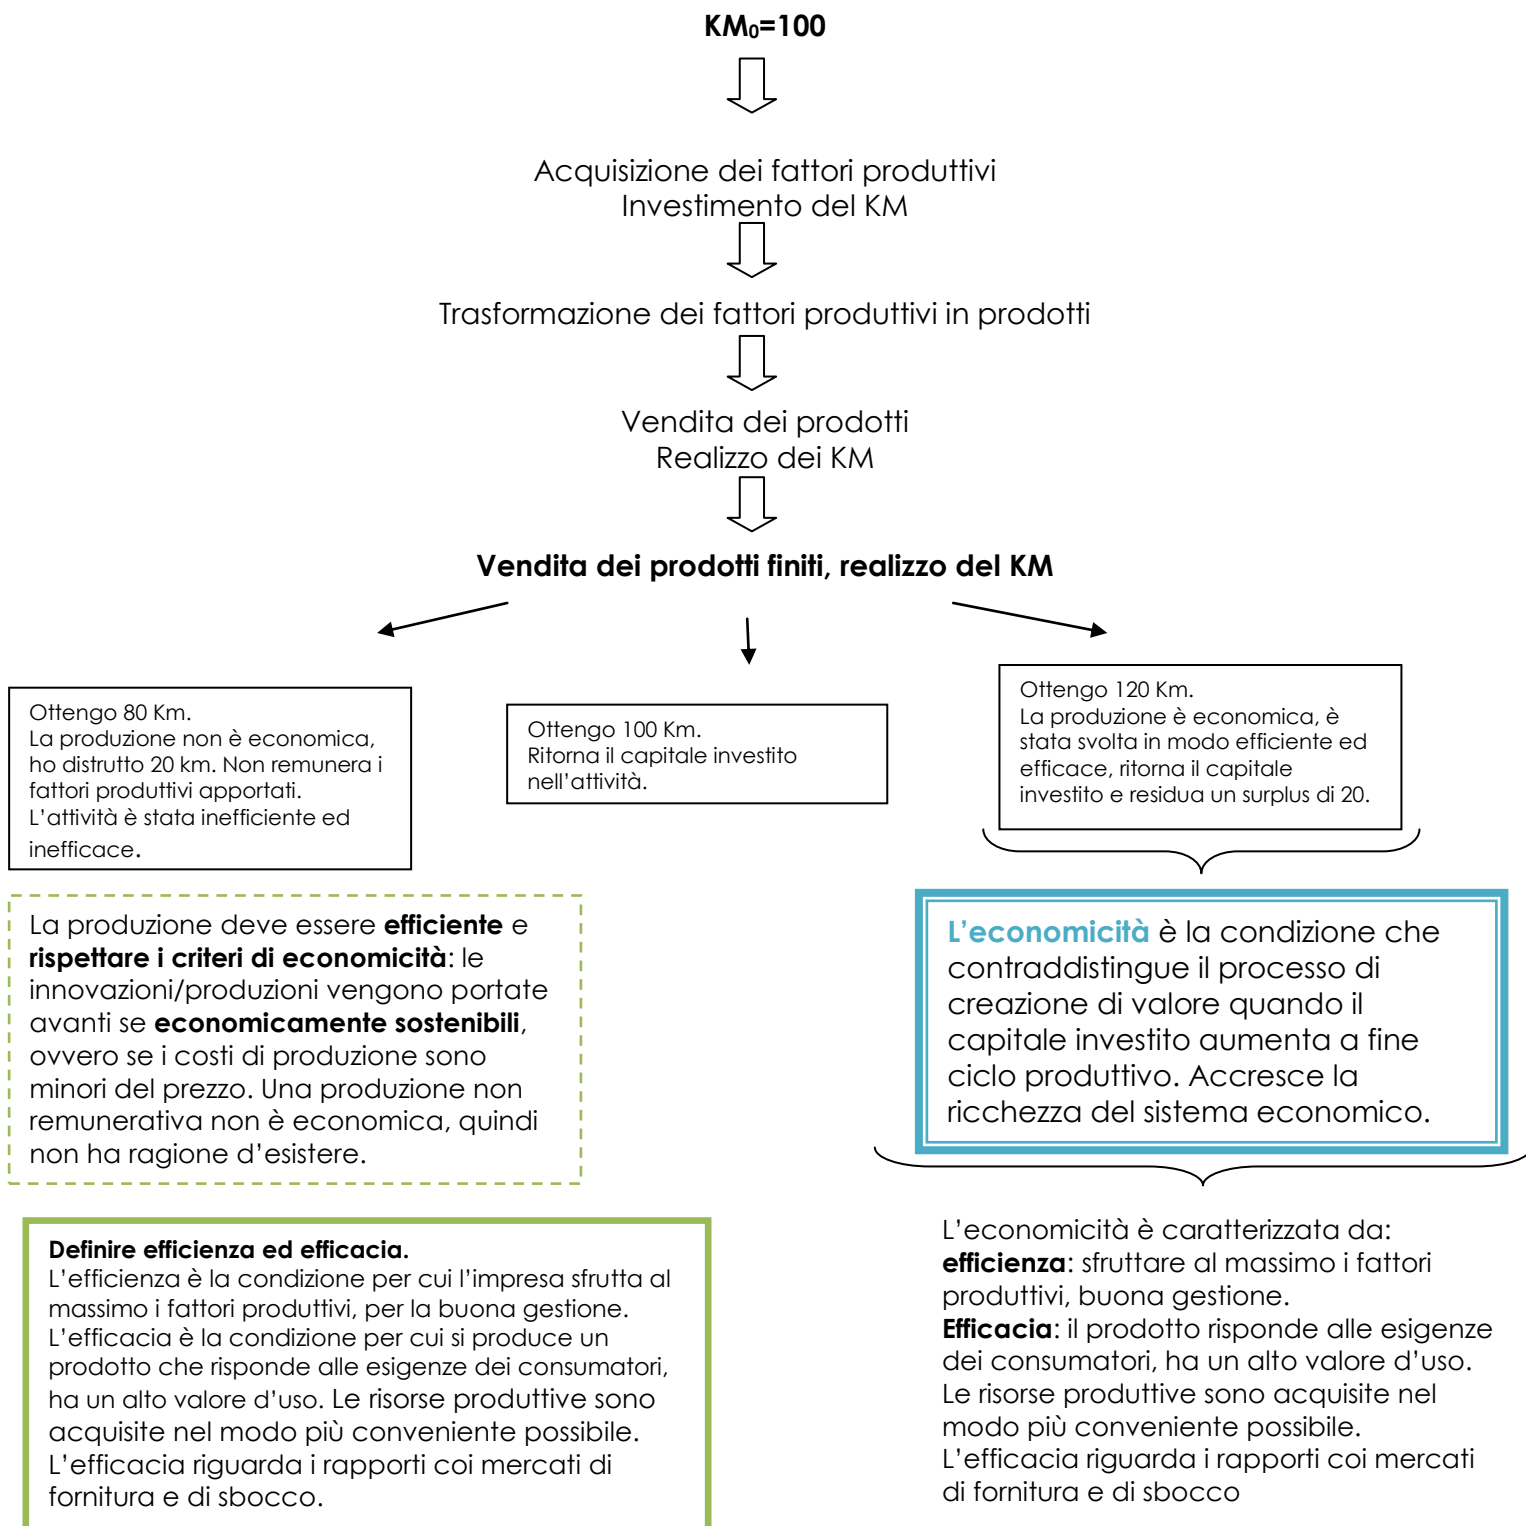 KM₀=100
Acquisizione dei fattori produttivi
Investimento del KM
Trasformazione dei fattori produttivi in prodotti
Vendita dei prodotti
Realizzo dei KM
Vendita dei prodotti finiti, realizzo del KM
Ottengo 80 Km.
La produzione non è economica,
ho distrutto 20 km. Non remunera i
fattori produttivi apportati.
L'attività è stata inefficiente ed
inefficace.
Ottengo 100 Km.
Ritorna il capitale investito
nell'attività.
Ottengo 120 Km.
La produzione è economica, è
stata svolta in modo efficiente ed
efficace, ritorna il capitale
investito e residua un surplus di 20.
La produzione deve essere efficiente e
rispettare i criteri di economicità: le
innovazioni/produzioni vengono portate
avanti se economicamente sostenibili,
ovvero se i costi di produzione sono
minori del prezzo. Una produzione non
remunerativa non è economica, quindi
non ha ragione d'esistere.
L'economicità è la condizione che
contraddistingue il processo di
creazione di valore quando il
capitale investito aumenta a fine
ciclo produttivo. Accresce la
ricchezza del sistema economico.
Definire efficienza ed efficacia.
L'efficienza è la condizione per cui l'impresa sfrutta al
massimo i fattori produttivi, per la buona gestione.
L'efficacia è la condizione per cui si produce un
prodotto che risponde alle esigenze dei consumatori,
ha un alto valore d'uso. Le risorse produttive sono
acquisite nel modo più conveniente possibile.
L'efficacia riguarda i rapporti coi mercati di
fornitura e di sbocco.
L'economicità è caratterizzata da:
efficienza: sfruttare al massimo i fattori
produttivi, buona gestione.
Efficacia: il prodotto risponde alle esigenze
dei consumatori, ha un alto valore d'uso.
Le risorse produttive sono acquisite nel
modo più conveniente possibile.
L'efficacia riguarda i rapporti coi mercati
di fornitura e di sbocco